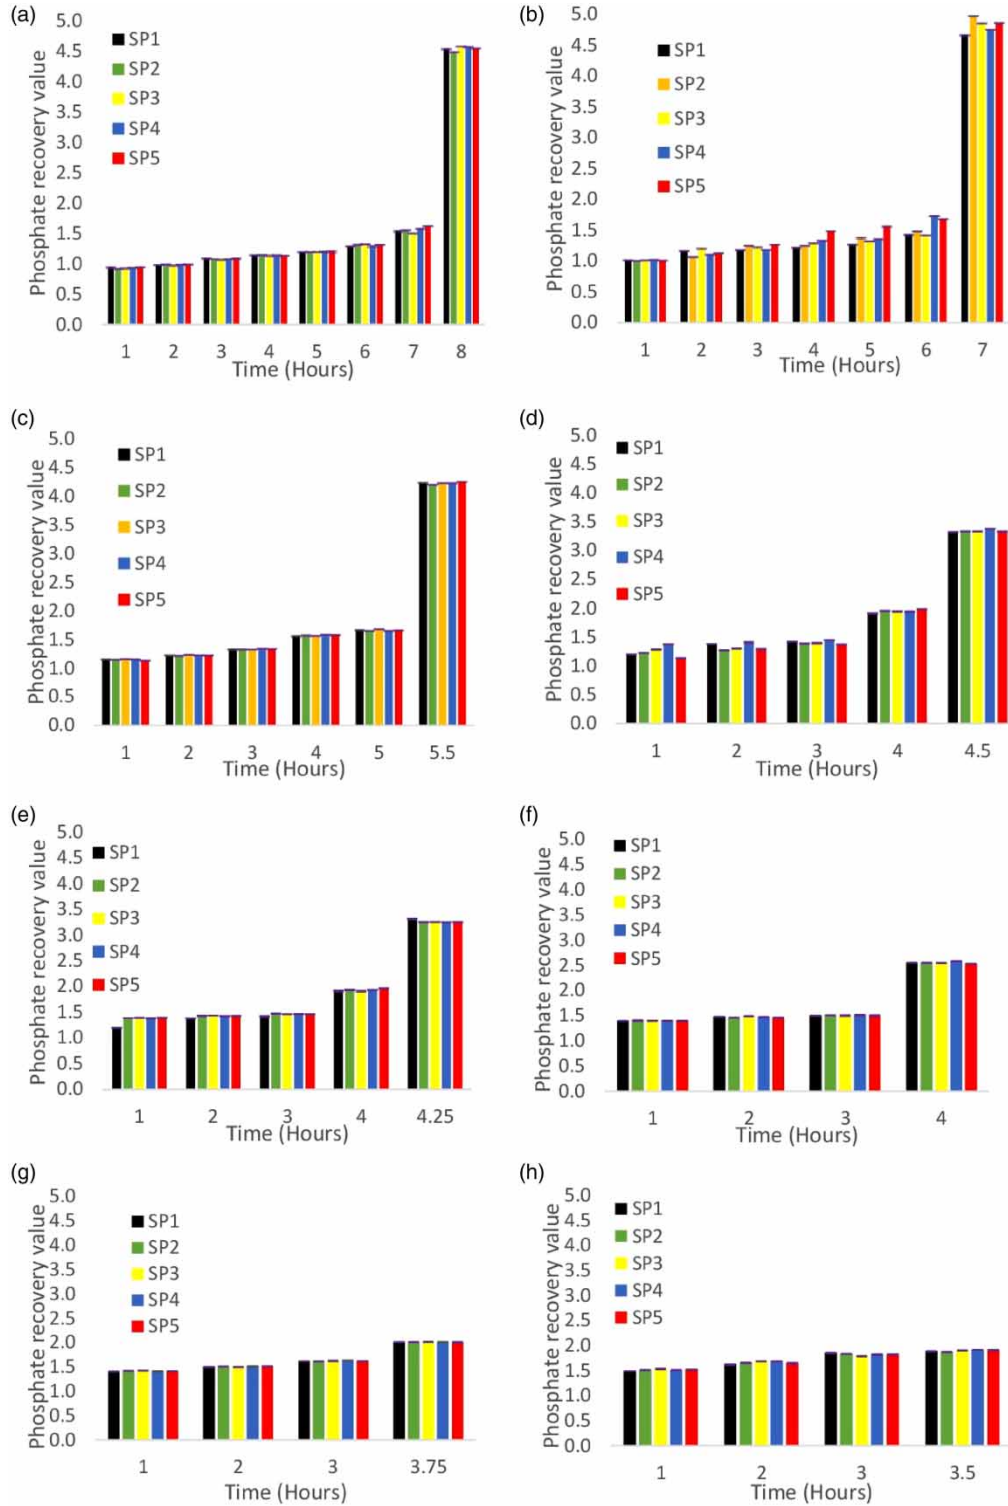 (a)
Phosphate recovery value
5.0
4.5
4.0
3.5
3.0
2.5
2.0
1.5
1.0
0.5
0.0
SP1
SP2
SP3
SP4
SP5
1 2 3 4 5 6 7 8
Time (Hours)
(b)
Phosphate recovery value
5.0
4.5
4.0
3.5
3.0
2.5
2.0
1.5
1.0
0.5
0.0
SP1
SP2
SP3
SP4
SP5
1 2 3 4 5 6 7
Time (Hours)
(c)
Phosphate recovery value
5.0
4.5
4.0
3.5
3.0
2.5
2.0
1.5
1.0
0.5
0.0
SP1
SP2
SP3
SP4
SP5
1 2 3 4 5 5.5
Time (Hours)
(d)
Phosphate recovery value
5.0
4.5
4.0
3.5
3.0
2.5
2.0
1.5
1.0
0.5
0.0
SP1
SP2
SP3
SP4
SP5
1 2 3 4 4.5
Time (Hours)
(e)
Phosphate recovery value
5.0
4.5
4.0
3.5
3.0
2.5
2.0
1.5
1.0
0.5
0.0
SP1
SP2
SP3
SP4
SP5
1 2 3 4 4.25
Time (Hours)
(f)
Phosphate recovery value
5.0
4.5
4.0
3.5
3.0
2.5
2.0
1.5
1.0
0.5
0.0
SP1
SP2
SP3
SP4
SP5
1 2 3 4
Time (Hours)
(g)
Phosphate recovery value
5.0
4.5
4.0
3.5
3.0
2.5
2.0
1.5
1.0
0.5
0.0
SP1
SP2
SP3
SP4
SP5
1 2 3 3.75
Time (Hours)
(h)
Phosphate recovery value
5.0
4.5
4.0
3.5
3.0
2.5
2.0
1.5
1.0
0.5
0.0
SP1
SP2
SP3
SP4
SP5
1 2 3 3.5
Time (Hours)